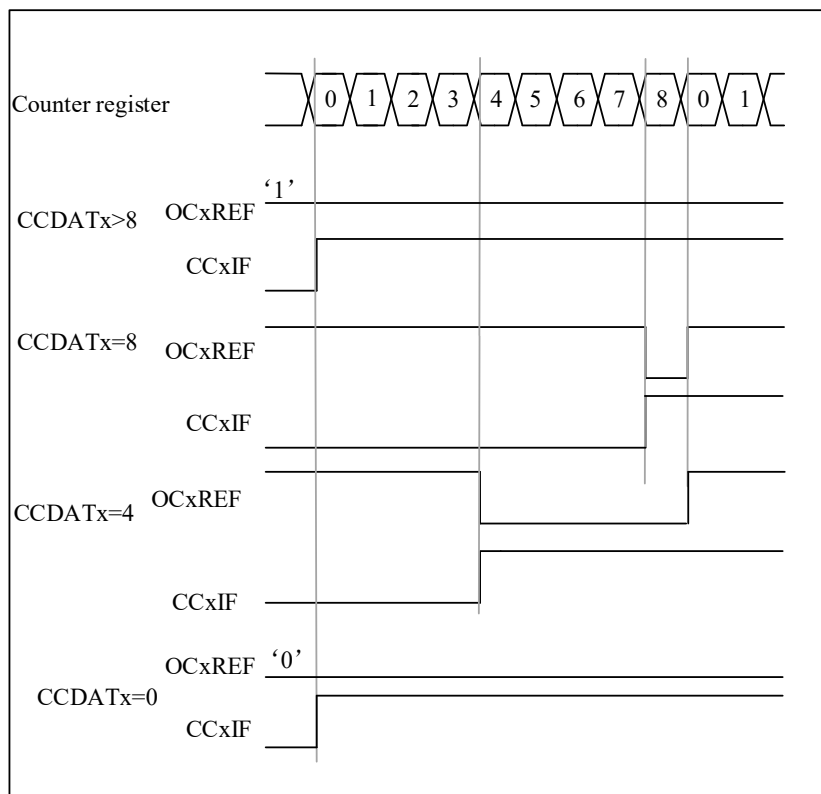 Counter register 0 1 2 3 4 5 6 7 8 0 1
‘1’
CCDATx>8 OCxREF
CCxIF
CCDATx=8 OCxREF
CCxIF
OCxREF
CCDATx=4
CCxIF
OCxREF ‘0’
CCDATx=0
CCxIF